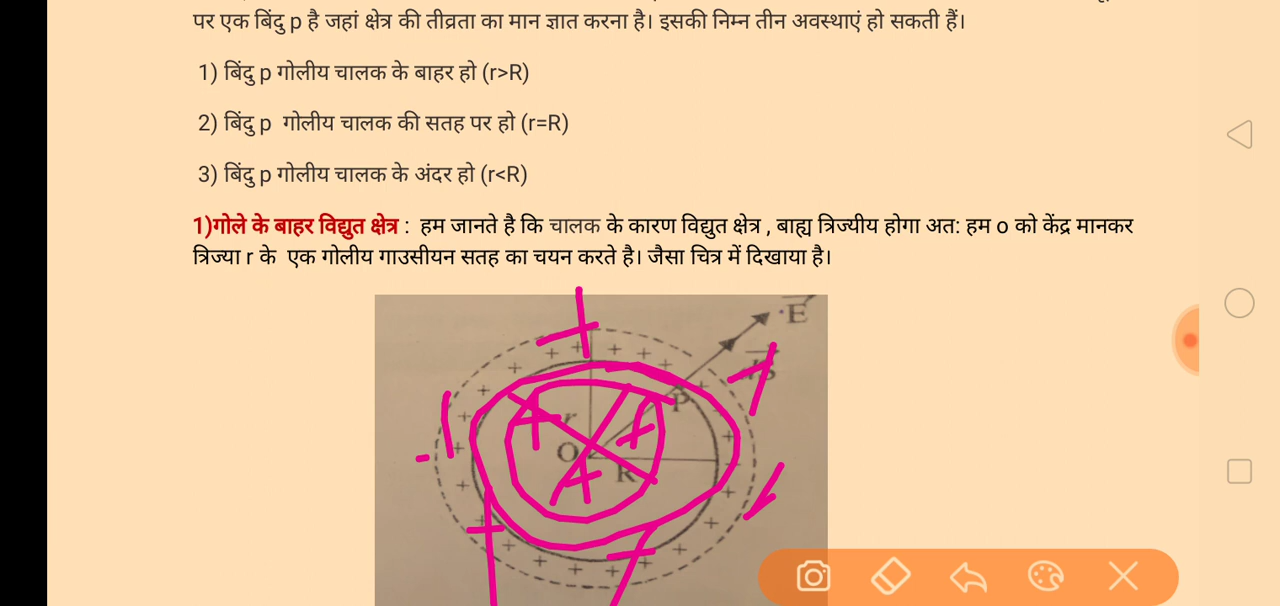 पर एक बिंदु p है जहां क्षेत्र की तीव्रता का मान ज्ञात करना है। इसकी निम्न तीन अवस्थाएं हो सकती हैं।
1) बिंदु p गोलीय चालक के बाहर हो (r>R)
2) बिंदु p गोलीय चालक की सतह पर हो (r=R)
3) बिंदु p गोलीय चालक के अंदर हो (r<R)
1)गोले के बाहर विद्युत क्षेत्र : हम जानते है कि चालक के कारण विद्युत क्षेत्र , बाह्य त्रिज्यीय होगा अत: हम o को केंद्र मानकर
त्रिज्या r के एक गोलीय गाउसीयन सतह का चयन करते है। जैसा चित्र में दिखाया है।
E
P
r
O
R